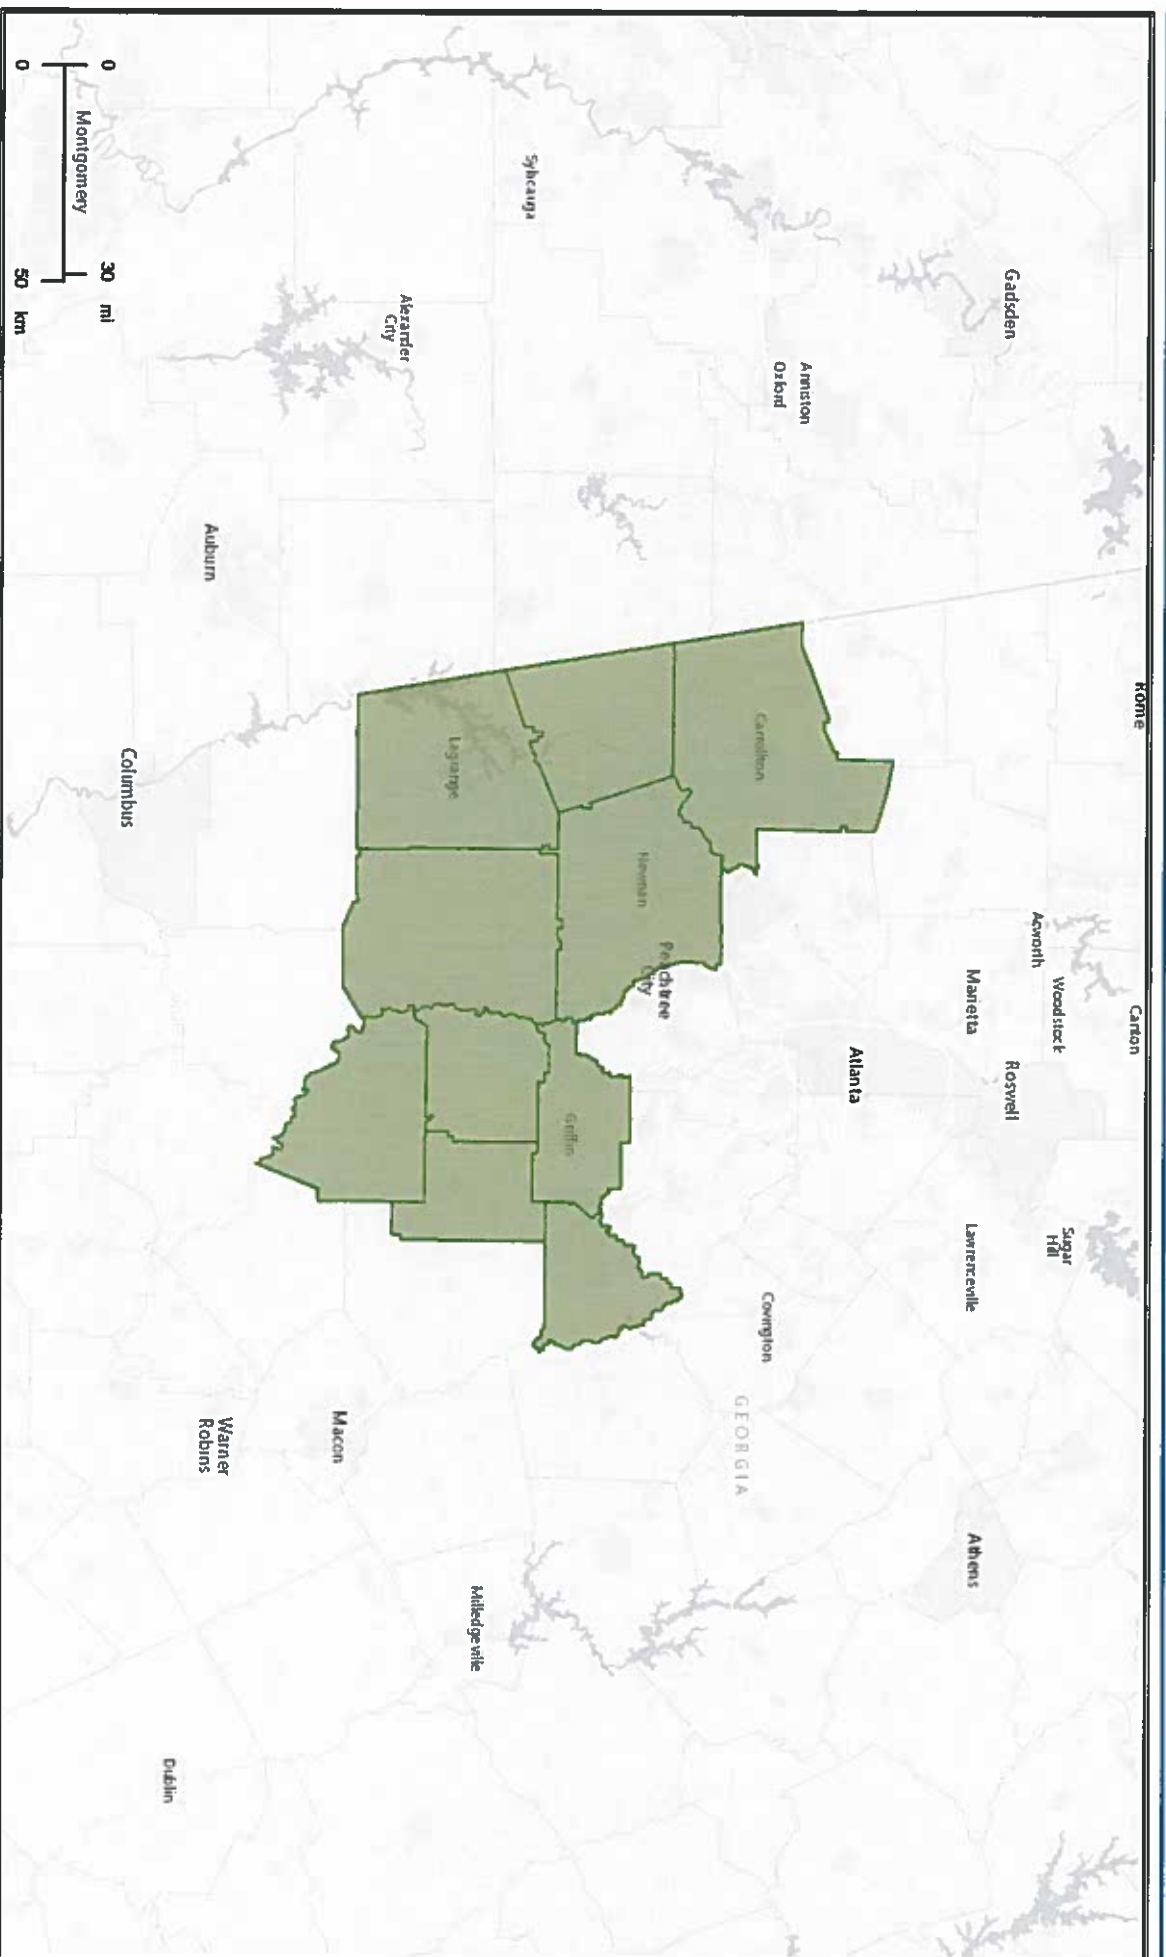 Rome
Canton
Acworth
Woodstock
Marietta
Roswell
Sugar
Hill
Lawrenceville
Gadsden
Athens
Atlanta
Anniston
Oxford
Carrollton
Covington
GEORGIA
Newnan
Peachtree
City
Griffin
Sylacauga
Lagrange
Milledgeville
Alexander
City
Macon
Auburn
Warner
Robins
Dublin
Columbus
Montgomery
0 30 mi
0 50 km